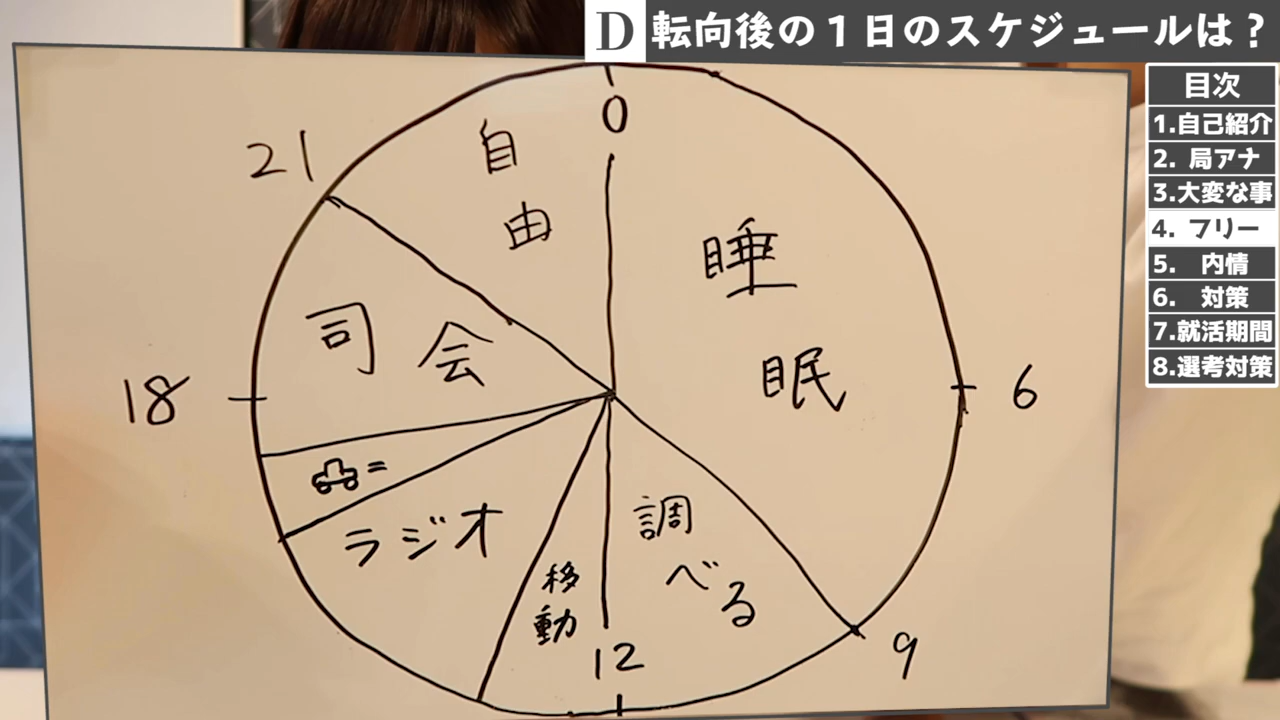 D 転向後の1日のスケジュールは?
目次
1.自己紹介
2. 局アナ
3.大変な事
4. フリー
5. 内情
6. 対策
7.就活期間
8.選考対策
0
自由
21
睡眠
司会
18
6
ラジオ
調べる
移動
12
9